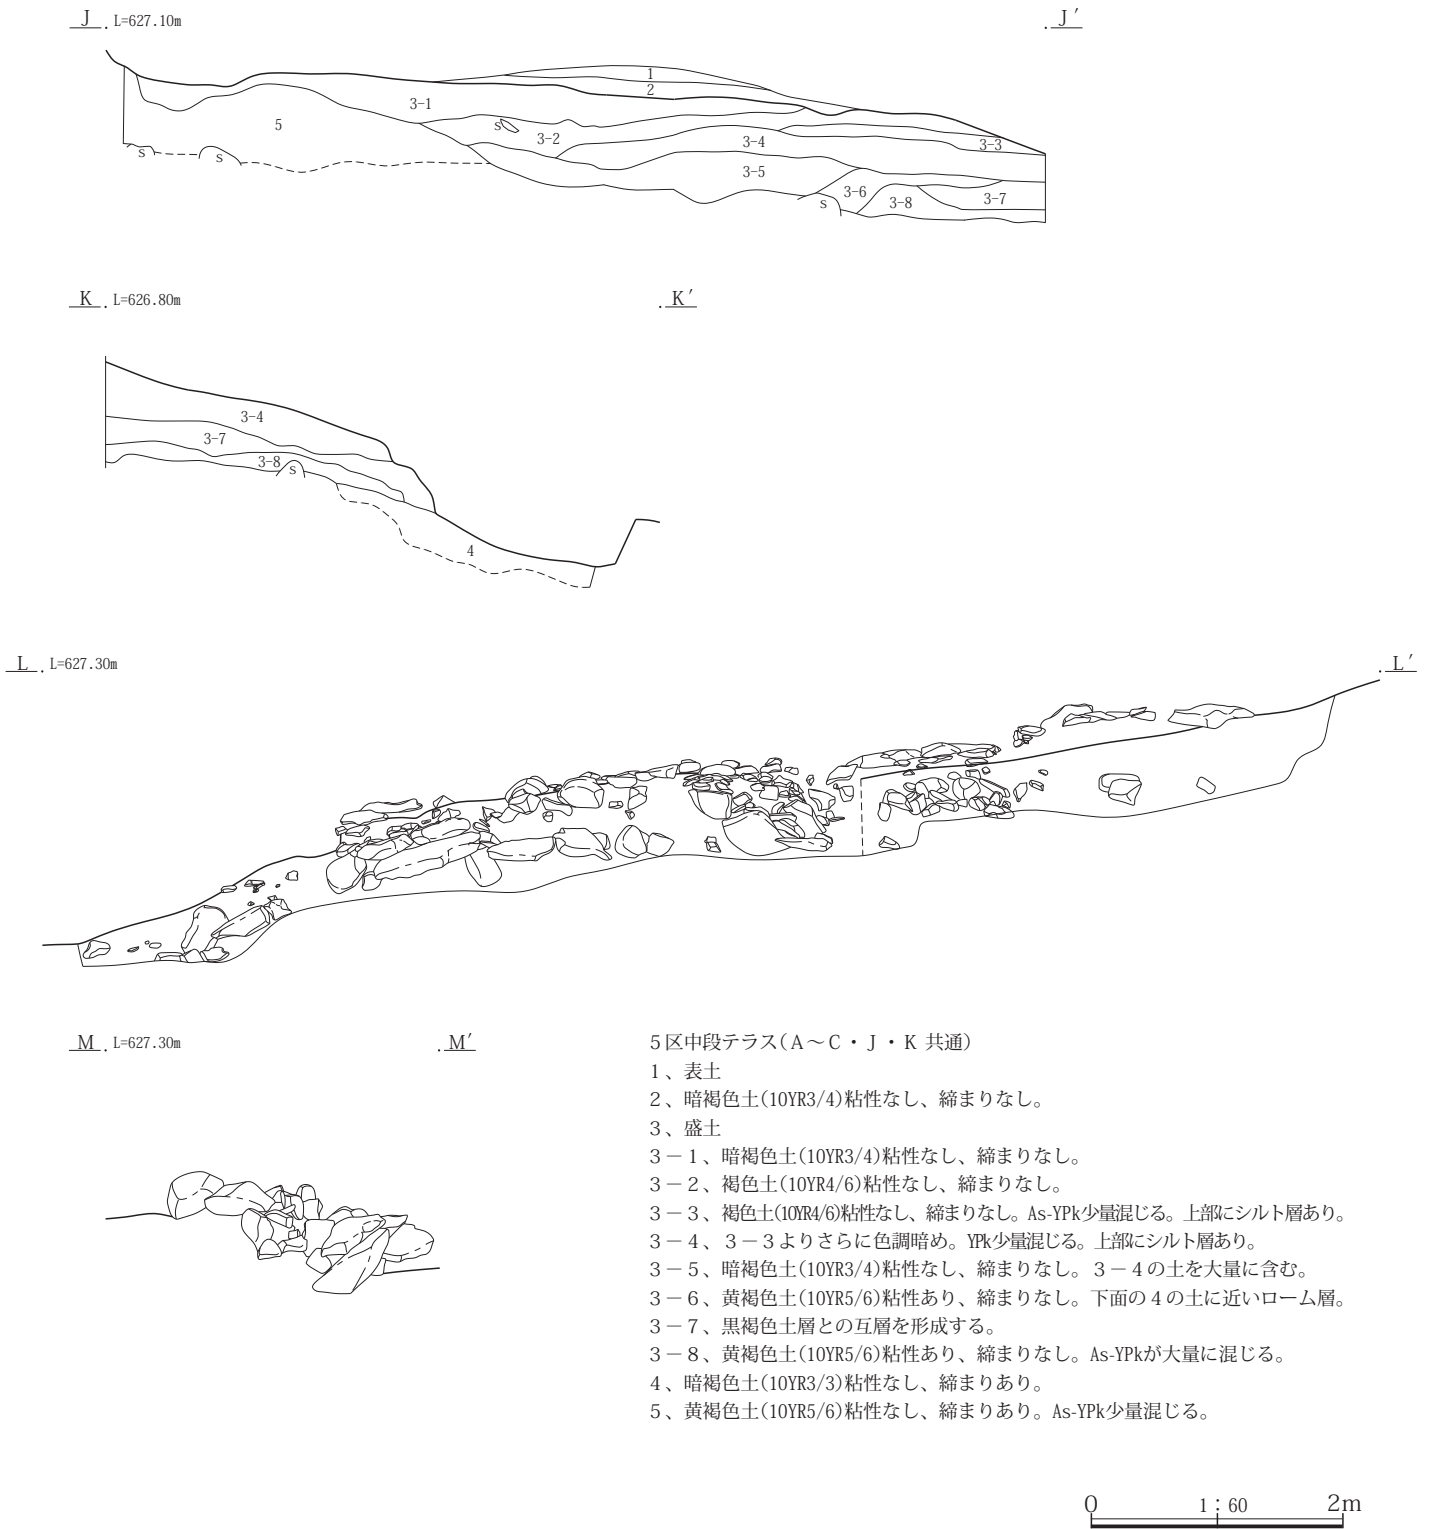 J . L=627.10m . J′
1
2
3-1
5
S
3-2
3-4
3-3
3-5
S
S
3-6
3-8
3-7
S
K . L=626.80m . K′
3-4
3-7
3-8
S
4
L . L=627.30m . L′
M . L=627.30m . M′
５区中段テラス（Ａ～Ｃ・Ｊ・Ｋ 共通）
１、表土
２、暗褐色土(10YR3/4)粘性なし、締まりなし。
３、盛土
３－１、暗褐色土(10YR3/4)粘性なし、締まりなし。
３－２、褐色土(10YR4/6)粘性なし、締まりなし。
３－３、褐色土(10YR4/6)粘性なし、締まりなし。As-YPk少量混じる。上部にシルト層あり。
３－４、３－３よりさらに色調暗め。YPk少量混じる。上部にシルト層あり。
３－５、暗褐色土(10YR3/4)粘性なし、締まりなし。３－４の土を大量に含む。
３－６、黄褐色土(10YR5/6)粘性あり、締まりなし。下面の４の土に近いローム層。
３－７、黒褐色土層との互層を形成する。
３－８、黄褐色土(10YR5/6)粘性あり、締まりなし。As-YPkが大量に混じる。
４、暗褐色土(10YR3/3)粘性なし、締まりあり。
５、黄褐色土(10YR5/6)粘性なし、締まりあり。As-YPk少量混じる。
0 1：60 2m